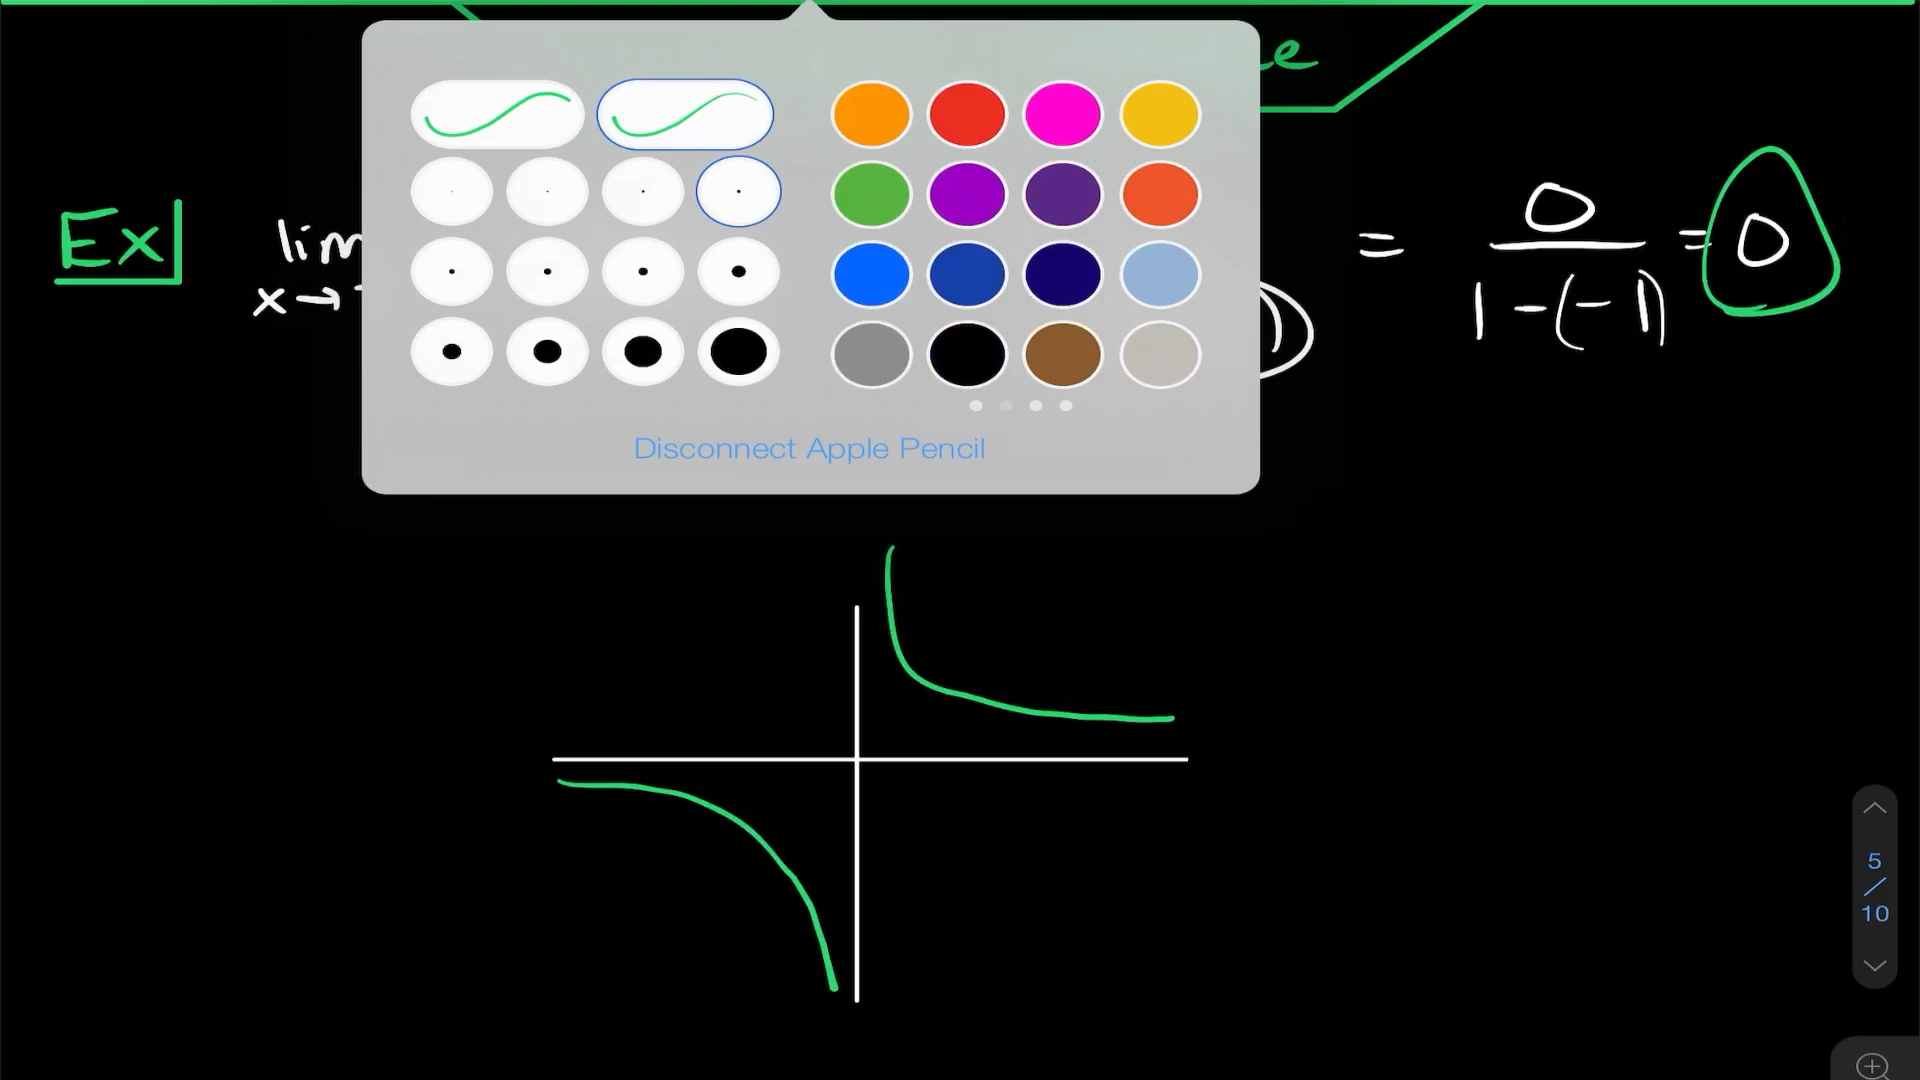 Ex lim = 0 / 1-(-1) = 0
x →
Disconnect Apple Pencil
5
/
10